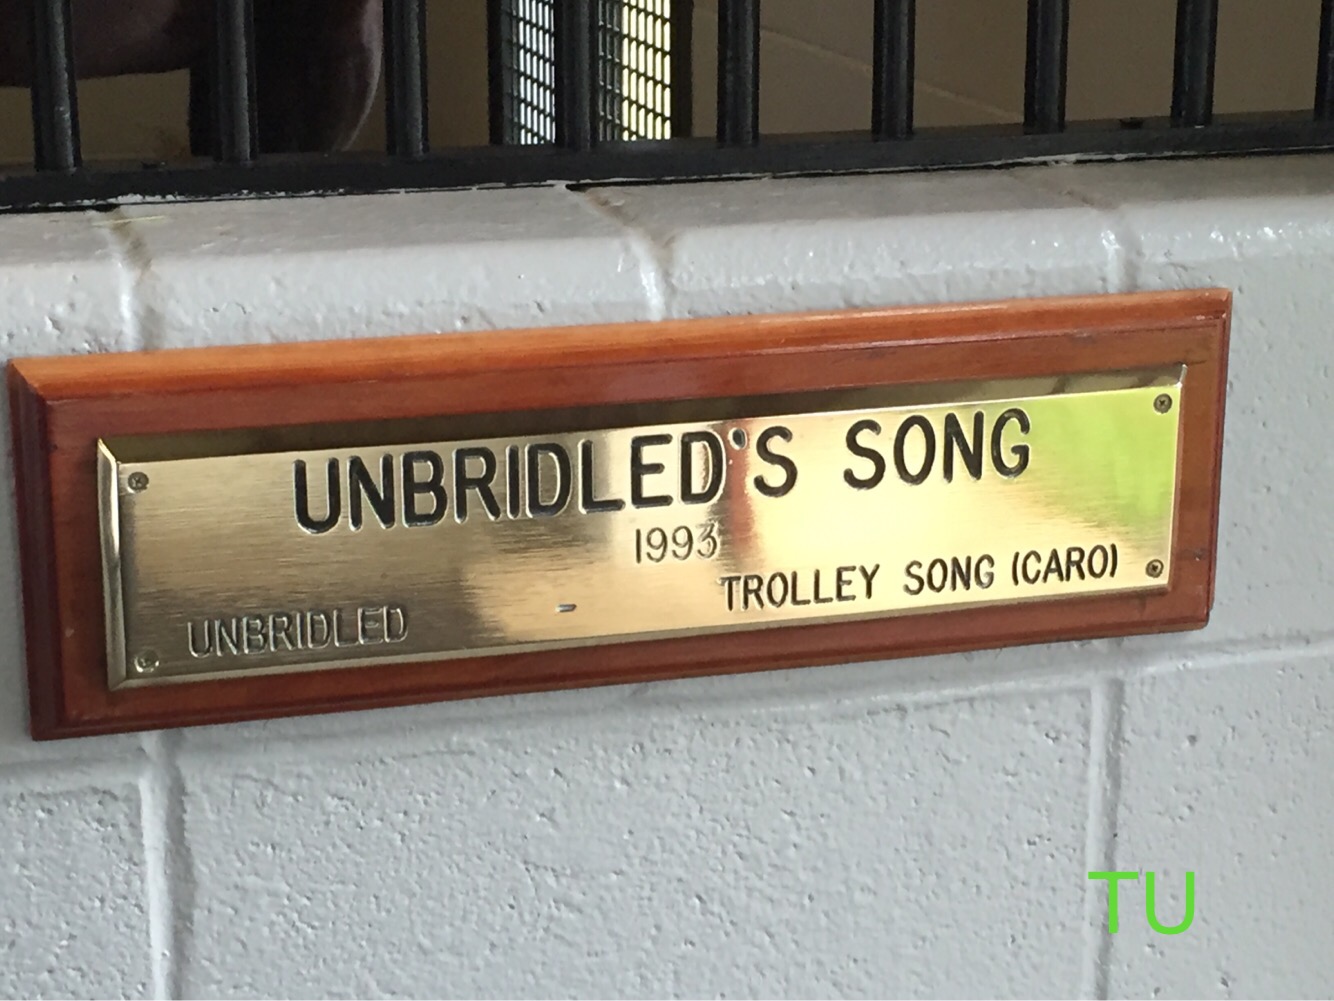 UNBRIDLED'S SONG
1993
UNBRIDLED - TROLLEY SONG (CARO)
TU